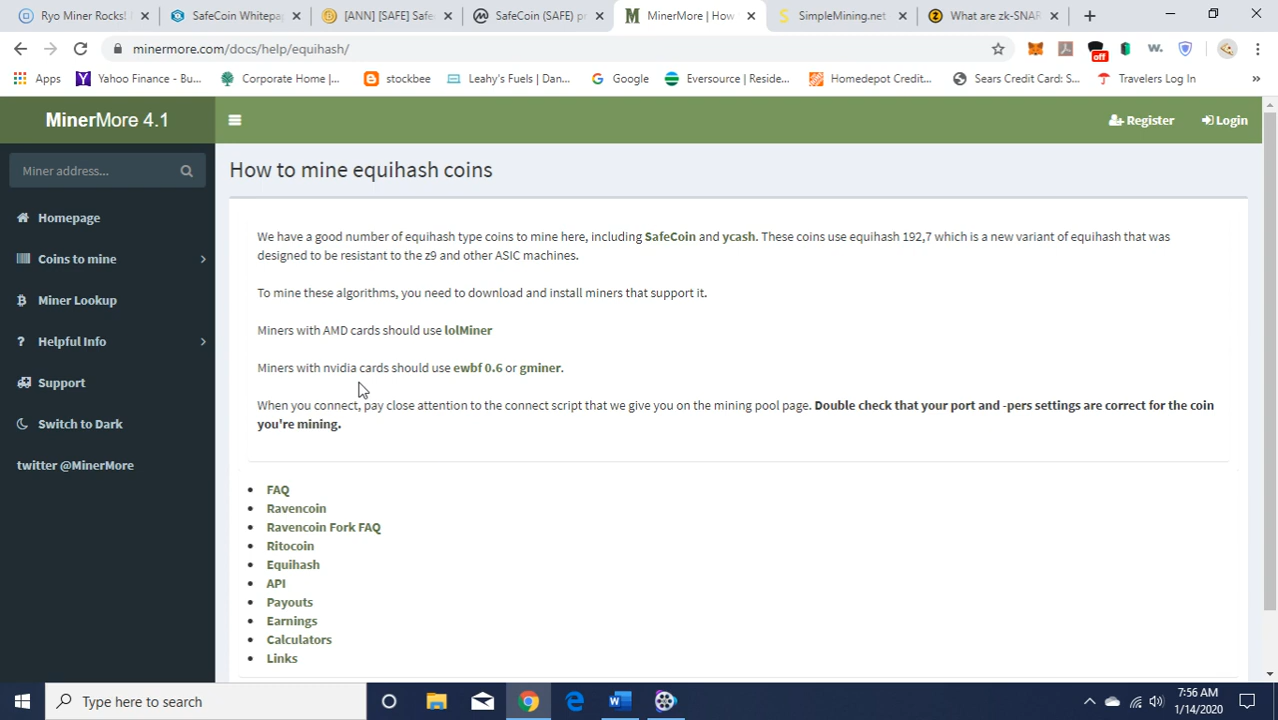 Ryo Miner Rocks!
SafeCoin Whitepap
[ANN] [SAFE] Safe
SafeCoin (SAFE) pr
MinerMore | How
SimpleMining.net
What are zk-SNAR
minermore.com/docs/help/equihash/
off
w.
Apps
Yahoo Finance - Bu...
Corporate Home |...
stockbee
Leahy's Fuels | Dan...
Google
Eversource | Reside...
Homedepot Credit...
Sears Credit Card: S...
Travelers Log In
»
MinerMore 4.1
Register
Login
Miner address...
Homepage
Coins to mine
Miner Lookup
Helpful Info
Support
Switch to Dark
twitter @MinerMore
How to mine equihash coins
We have a good number of equihash type coins to mine here, including SafeCoin and ycash. These coins use equihash 192,7 which is a new variant of equihash that was
designed to be resistant to the z9 and other ASIC machines.
To mine these algorithms, you need to download and install miners that support it.
Miners with AMD cards should use lolMiner
Miners with nvidia cards should use ewbf 0.6 or gminer.
When you connect, pay close attention to the connect script that we give you on the mining pool page. Double check that your port and -pers settings are correct for the coin
you're mining.
FAQ
Ravencoin
Ravencoin Fork FAQ
Ritocoin
Equihash
API
Payouts
Earnings
Calculators
Links
Type here to search
7:56 AM
1/14/2020